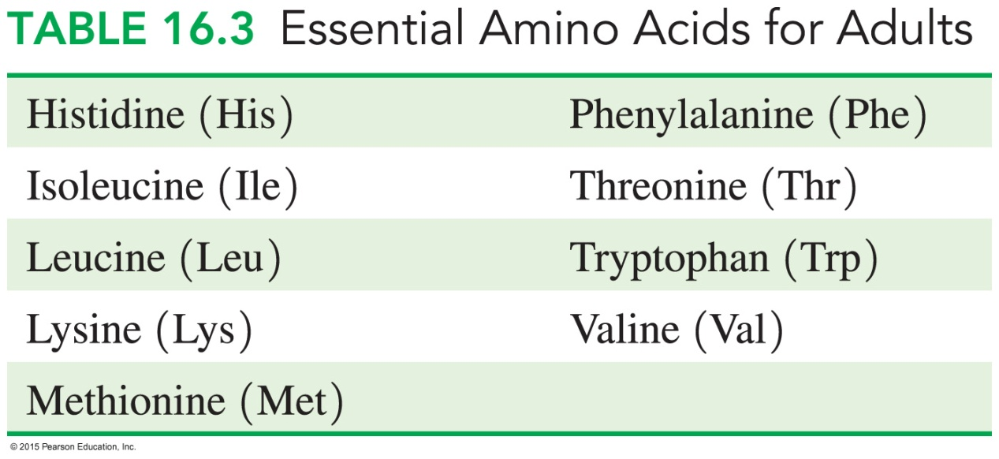 TABLE 16.3 Essential Amino Acids for Adults
Histidine (His) Phenylalanine (Phe)
Isoleucine (Ile) Threonine (Thr)
Leucine (Leu) Tryptophan (Trp)
Lysine (Lys) Valine (Val)
Methionine (Met)
© 2015 Pearson Education, Inc.